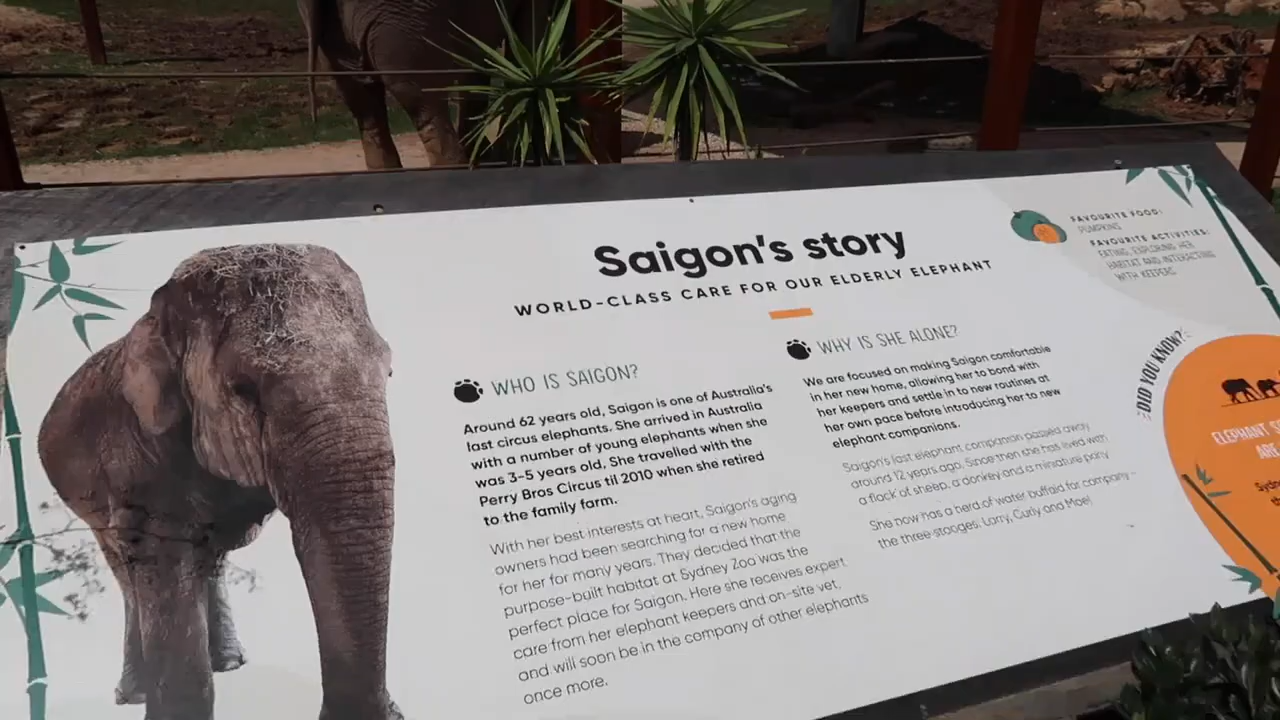 Saigon's story
WORLD-CLASS CARE FOR OUR ELDERLY ELEPHANT
WHO IS SAIGON?
Around 62 years old, Saigon is one of Australia's
last circus elephants. She arrived in Australia
with a number of young elephants when she
was 3-5 years old. She travelled with the
Perry Bros Circus til 2010 when she retired
to the family farm.
With her best interests at heart, Saigon's aging
owners had been searching for a new home
for her for many years. They decided that the
purpose-built habitat at Sydney Zoo was the
perfect place for Saigon. Here she receives expert
care from her elephant keepers and on-site vet,
and will soon be in the company of other elephants
once more.
WHY IS SHE ALONE?
We are focused on making Saigon comfortable
in her new home, allowing her to bond with
her keepers and settle in to new routines at
her own pace before introducing her to new
elephant companions.
Saigon's last elephant companion passed away
around 12 years ago. Since then she has lived with
a flock of sheep, a donkey and a miniature pony.
She now has a herd of water buffalo for company -
the three stooges, Larry, Curly and Moe!
FAVOURITE FOOD:
PUMPKINS
FAVOURITE ACTIVITIES:
EATING, EXPLORING HER
HABITAT AND INTERACTING
WITH KEEPERS
DID YOU KNOW?
ELEPHANT
ARE